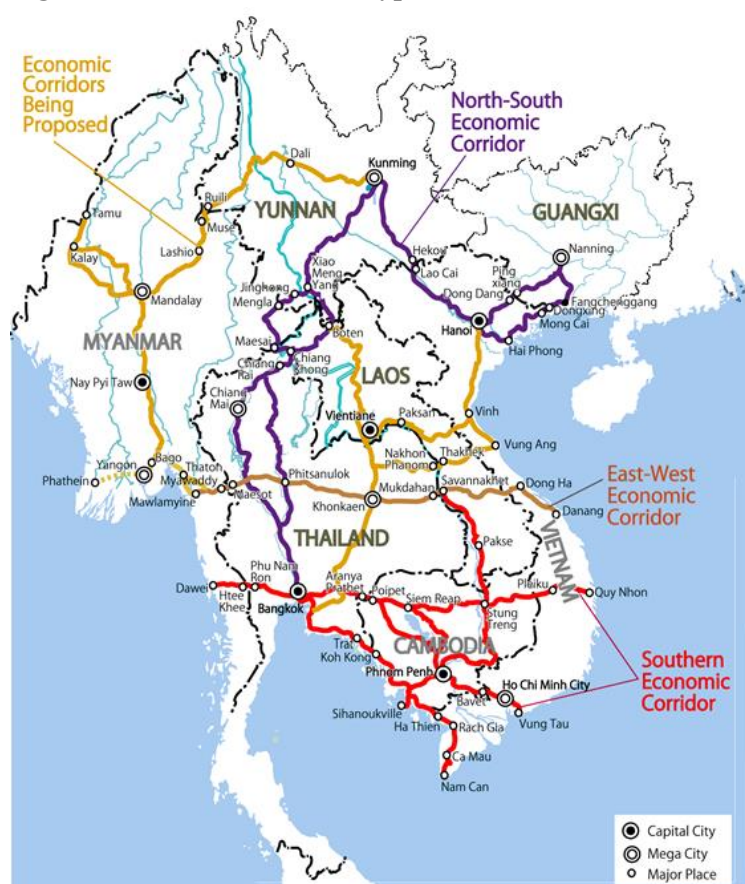 Economic
Corridors
Being
Proposed
North-South
Economic
Corridor
Dali
Kunming
Ruili
YUNNAN
GUANGXI
Tamu
Muse
Kalay
Lashio
Hekow
Lao Cai
Nanning
Xiao
Meng
Yang
Ping
xiang
Jinghong
Mengla
Dong Dang
Fangchenggang
Dongxing
Mong Cai
Mandalay
Hanoi
Hai Phong
MYANMAR
Maesai
Boten
Chiang
Rai
Chiang
Khong
LAOS
Nay Pyi Taw
Chiang
Mai
Vientiane
Paksan
Vinh
Vung Ang
Bago
Yangon
Phathein
Thaton
Myawaddy
Mawlamyine
Maesot
Phitsanulok
Nakhon
Phanom
Thakhek
Mukdahan
Savannakhet
Dong Ha
East-West
Economic
Corridor
Khonkaen
Danang
THAILAND
VIETNAM
Pakse
Phu Nam
Ron
Dawei
Htee
Khee
Bangkok
Aranya
Prathet
Poipet
Siem Reap
Stung
Treng
Pleiku
Quy Nhon
Trat
Koh Kong
CAMBODIA
Phnom Penh
Southern
Economic
Corridor
Bavet
Ho Chi Minh City
Sihanoukville
Ha Thien
Rach Gia
Vung Tau
Ca Mau
Nam Can
Capital City
Mega City
Major Place